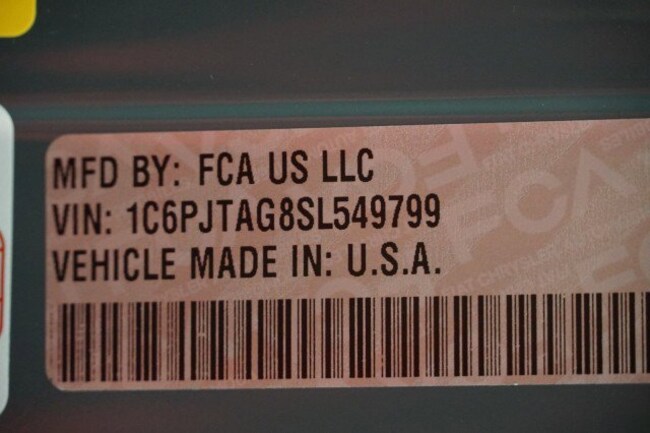 MFD BY: FCA US LLC
VIN: 1C6PJTAG8SL549799
VEHICLE MADE IN: U.S.A.